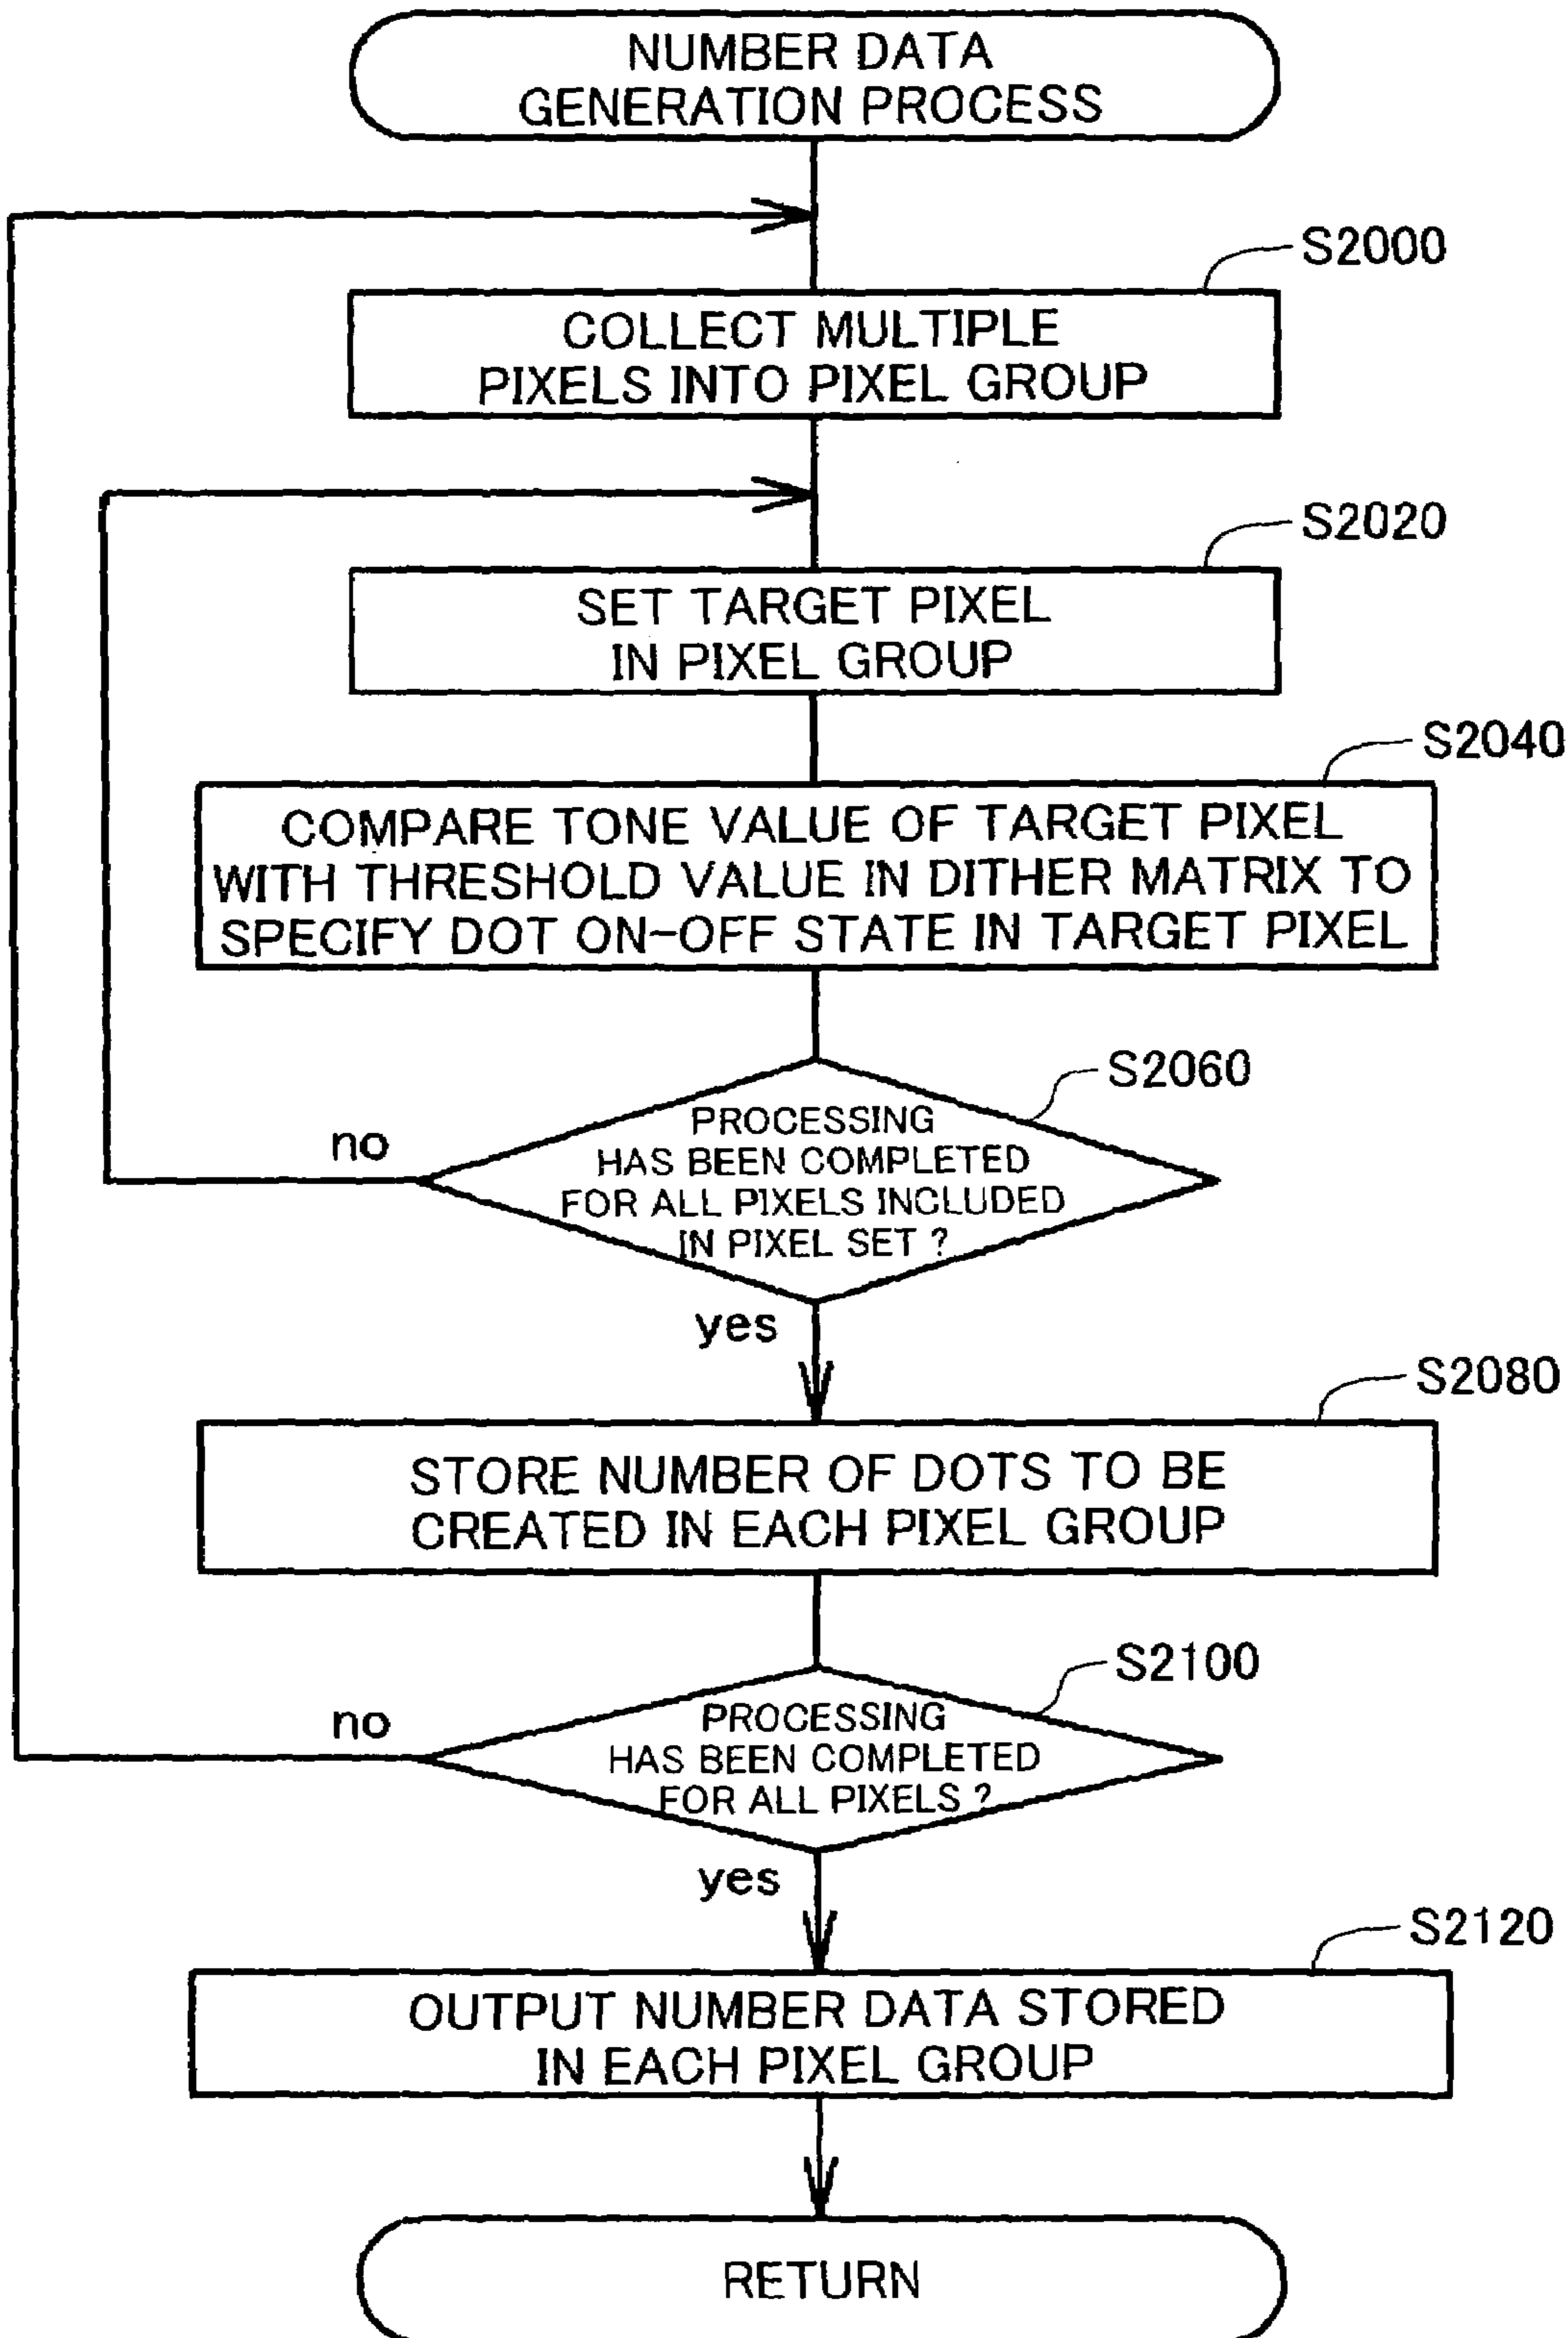 NUMBER DATA
GENERATION PROCESS
S2000
COLLECT MULTIPLE
PIXELS INTO PIXEL GROUP
S2020
SET TARGET PIXEL
IN PIXEL GROUP
S2040
COMPARE TONE VALUE OF TARGET PIXEL
WITH THRESHOLD VALUE IN DITHER MATRIX TO
SPECIFY DOT ON-OFF STATE IN TARGET PIXEL
S2060
PROCESSING
HAS BEEN COMPLETED
FOR ALL PIXELS INCLUDED
IN PIXEL SET ?
no
yes
S2080
STORE NUMBER OF DOTS TO BE
CREATED IN EACH PIXEL GROUP
S2100
PROCESSING
HAS BEEN COMPLETED
FOR ALL PIXELS ?
no
yes
S2120
OUTPUT NUMBER DATA STORED
IN EACH PIXEL GROUP
RETURN